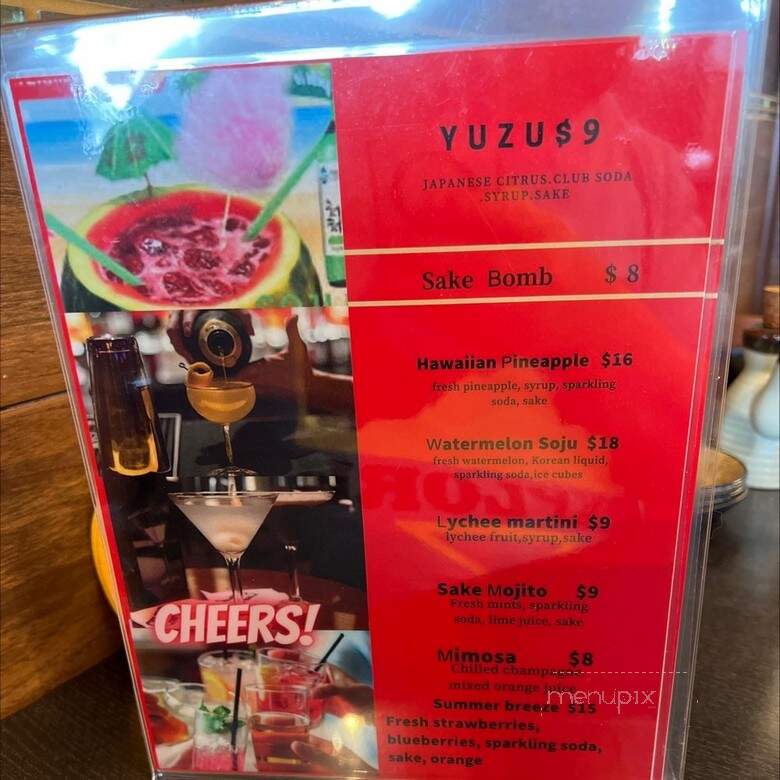 YUZU$9
JAPANESE CITRUS.CLUB SODA
.SYRUP.SAKE
Sake Bomb $ 8
Hawaiian Pineapple $16
fresh pineapple, syrup, sparkling
soda, sake
Watermelon Soju $18
fresh watermelon, Korean liquid,
sparkling soda,ice cubes
Lychee martini $9
lychee fruit,syrup,sake
Sake Mojito $9
Fresh mints, sparkling
soda, lime juice, sake
Mimosa $8
Chilled champagne
mixed orange juice
Summer breeze $15
Fresh strawberries,
blueberries, sparkling soda,
sake, orange
CHEERS!
menupix